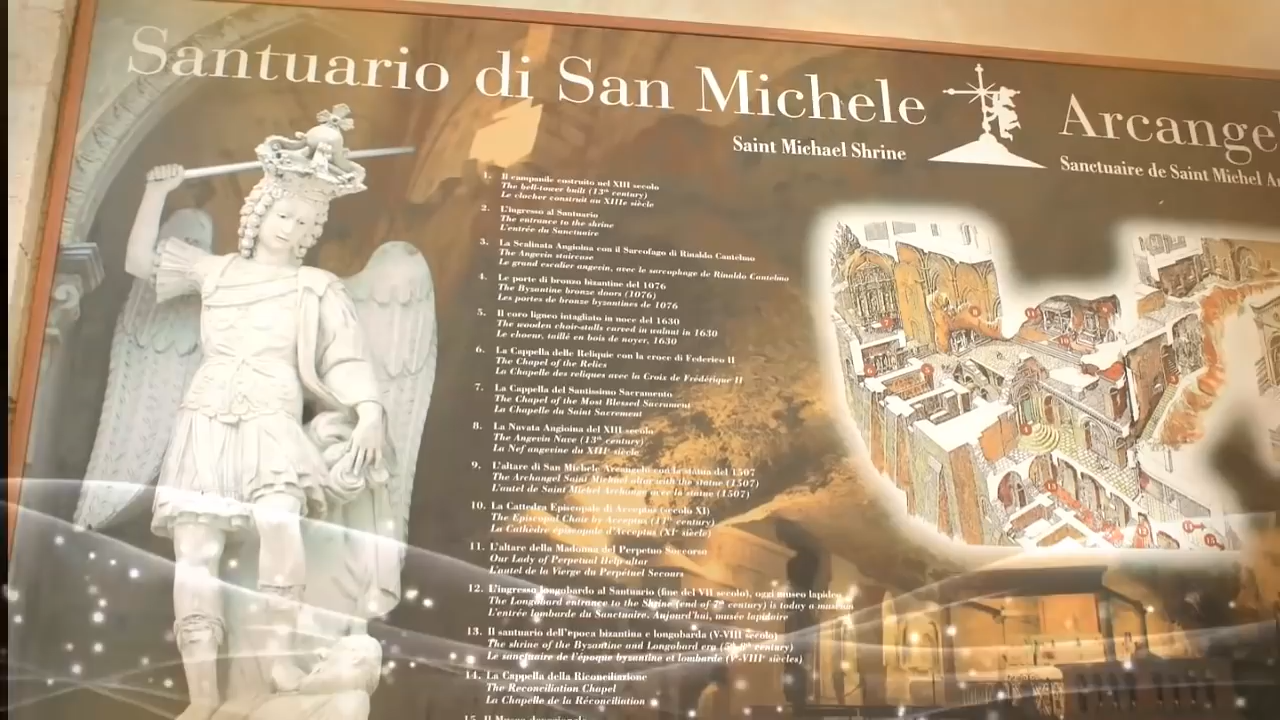 Santuario di San Michele Arcangel
Saint Michael Shrine
Sanctuaire de Saint Michel Ar
1. Il campanile costruito nel XIII secolo
The bell-tower built (13th century)
Le clocher construit au XIIIe siècle
2. L'ingresso al Santuario
The entrance to the shrine
L'entrée du Sanctuaire
3. La Scalinata Angioina con il Sarcofago di Rinaldo Cantelmo
The Angevin staircase
Le grand escalier angevin, avec le sarcophage de Rinaldo Cantelmo
4. Le porte di bronzo bizantine del 1076
The Byzantine bronze doors (1076)
Les portes de bronze byzantines de 1076
5. Il coro ligneo intagliato in noce del 1630
The wooden choir-stalls carved in walnut in 1630
Le choeur, taillé en bois de noyer, 1630
6. La Cappella delle Reliquie con la croce di Federico II
The Chapel of the Relics
La Chapelle des reliques avec la Croix de Frédérique II
7. La Cappella del Santissimo Sacramento
The Chapel of the Most Blessed Sacrament
La Chapelle du Saint Sacrement
8. La Navata Angioina del XIII secolo
The Angevin Nave (13th century)
La Nef angevine du XIIIe siècle
9. L'altare di San Michele Arcangelo con la statua del 1507
The Archangel Saint Michael altar with the statue (1507)
L'autel de Saint Michel Archange avec la statue (1507)
10. La Cattedra Episcopale di Acceptus (secolo XI)
The Episcopal Chair by Acceptus (11th century)
La Cathèdre épiscopale d'Acceptus (XIe siècle)
11. L'altare della Madonna del Perpetuo Soccorso
Our Lady of Perpetual Help altar
L'autel de la Vierge du Perpétuel Secours
12. L'ingresso longobardo al Santuario (fine del VII secolo), oggi museo lapideo
The Longobard entrance to the Shrine (end of 7th century) is today a museum
L'entrée lombarde du Sanctuaire. Aujourd'hui, musée lapidaire
13. Il santuario dell'epoca bizantina e longobarda (V-VIII secolo)
The shrine of the Byzantine and Longobard era (5th-8th century)
Le sanctuaire de l'époque byzantine et lombarde (Ve-VIIIe siècles)
14. La Cappella della Riconciliazione
The Reconciliation Chapel
La Chapelle de la Réconciliation